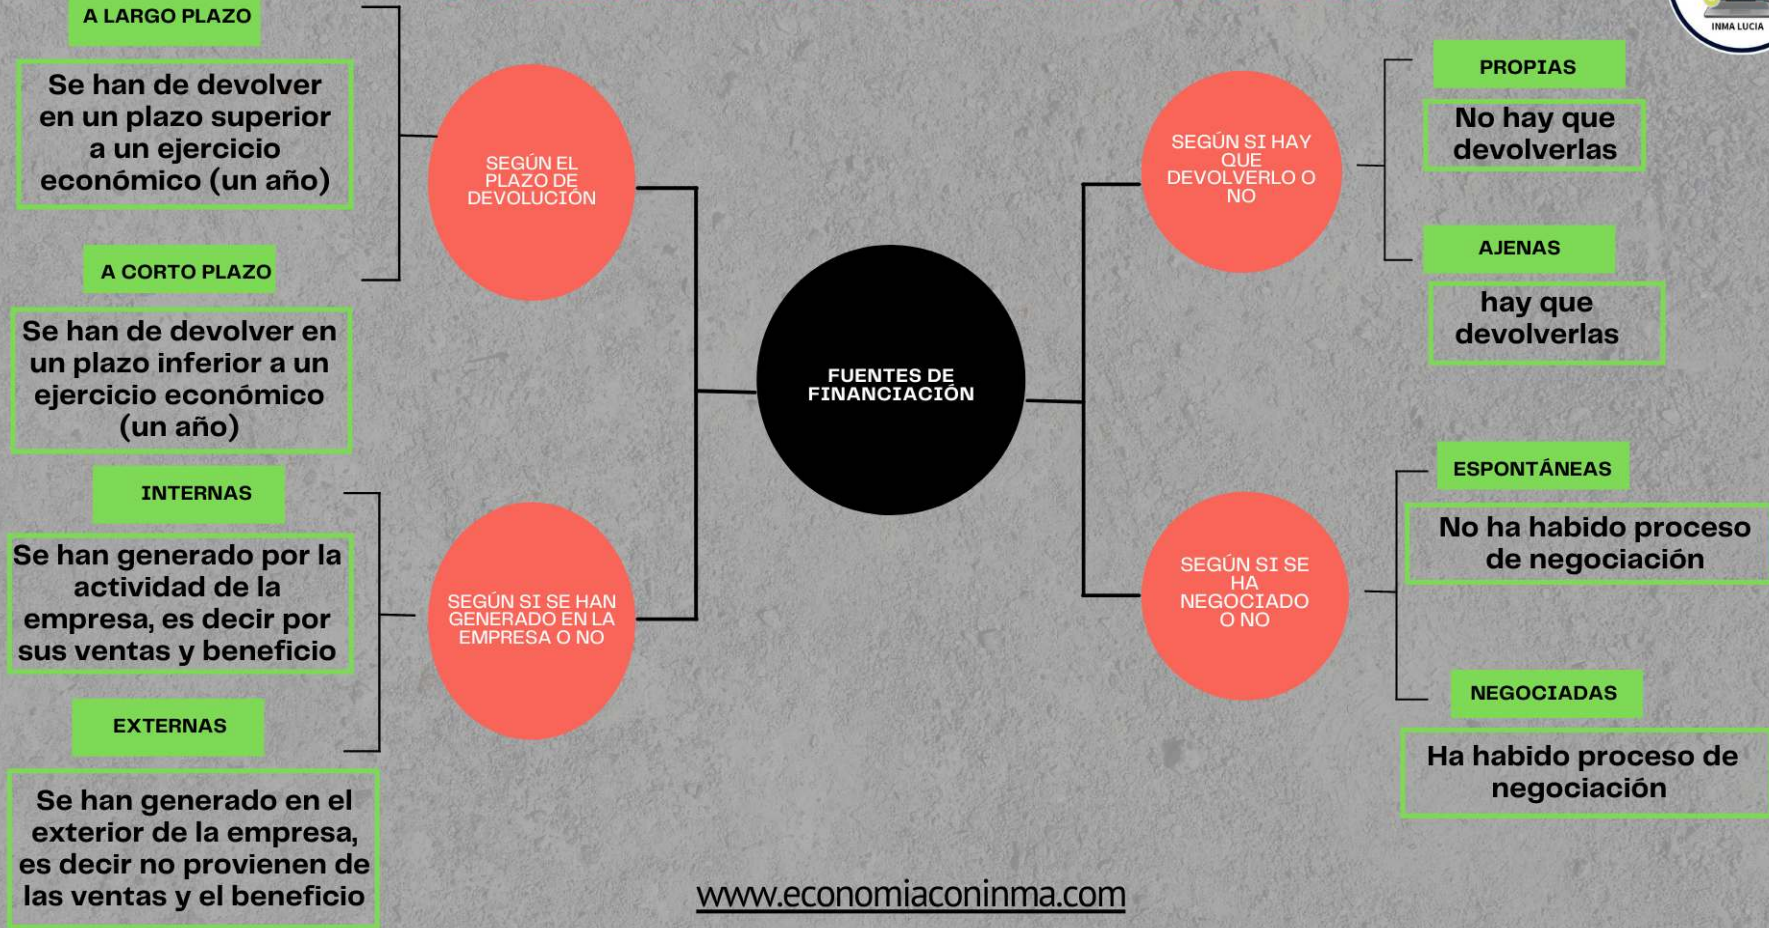 A LARGO PLAZO
Se han de devolver
en un plazo superior
a un ejercicio
económico (un año)
A CORTO PLAZO
Se han de devolver en
un plazo inferior a un
ejercicio económico
(un año)
SEGÚN EL
PLAZO DE
DEVOLUCIÓN
INTERNAS
Se han generado por la
actividad de la
empresa, es decir por
sus ventas y beneficio
EXTERNAS
Se han generado en el
exterior de la empresa,
es decir no provienen de
las ventas y el beneficio
SEGÚN SI SE HAN
GENERADO EN LA
EMPRESA O NO
FUENTES DE
FINANCIACIÓN
SEGÚN SI HAY
QUE
DEVOLVERLO O
NO
PROPIAS
No hay que
devolverlas
AJENAS
hay que
devolverlas
SEGÚN SI SE
HA
NEGOCIADO
O NO
ESPONTÁNEAS
No ha habido proceso
de negociación
NEGOCIADAS
Ha habido proceso de
negociación
www.economiaconinma.com
INMA LUCIA